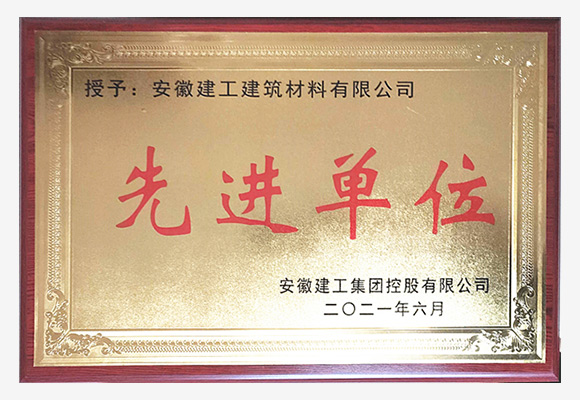 授予：安徽建工建筑材料有限公司
先进单位
安徽建工集团控股有限公司
二〇二一年六月